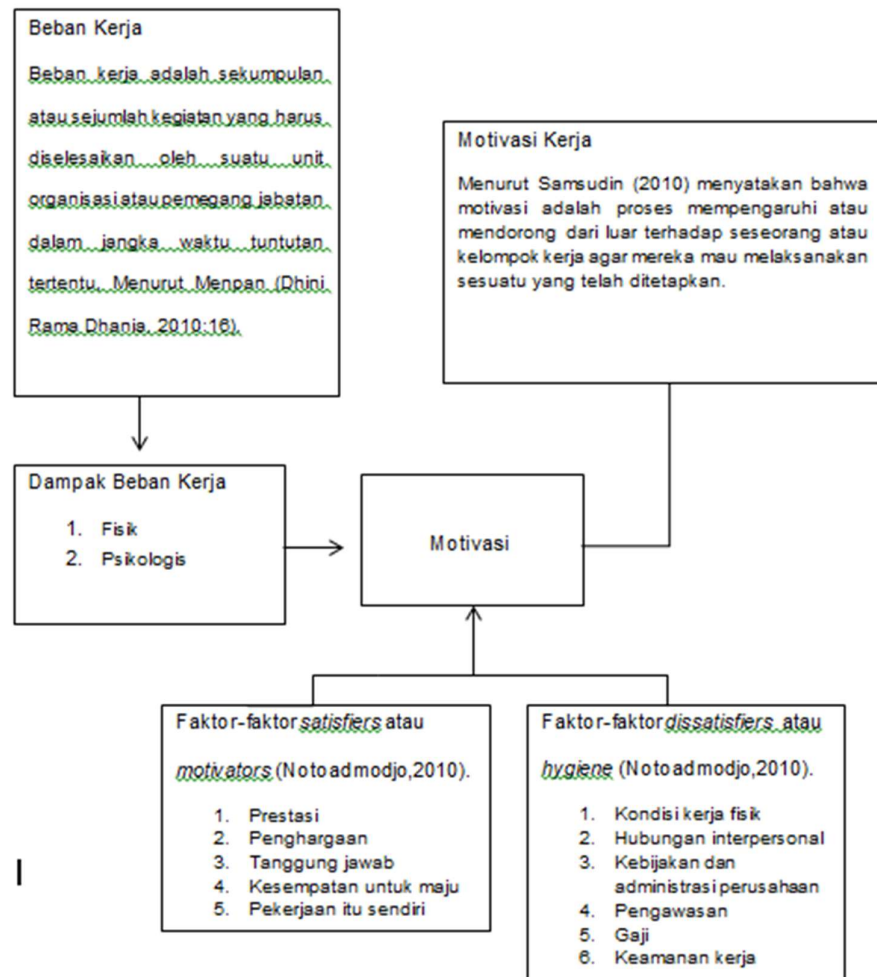 Beban Kerja
Beban kerja adalah sekumpulan
atau sejumlah kegiatan yang harus
diselesaikan oleh suatu unit
organisasi atau pemegang jabatan
dalam jangka waktu tuntutan
tertentu. Menurut Menpan (Dhini
Rama Dhania, 2010:16).
Motivasi Kerja
Menurut Samsudin (2010) menyatakan bahwa
motivasi adalah proses mempengaruhi atau
mendorong dari luar terhadap seseorang atau
kelompok kerja agar mereka mau melaksanakan
sesuatu yang telah ditetapkan.
Dampak Beban Kerja
1. Fisik
2. Psikologis
Motivasi
Faktor-faktor satisfiers atau
motivators (Notoadmodjo,2010).
1. Prestasi
2. Penghargaan
3. Tanggung jawab
4. Kesempatan untuk maju
5. Pekerjaan itu sendiri
Faktor-faktor dissatisfiers atau
hygiene (Notoadmodjo,2010).
1. Kondisi kerja fisik
2. Hubungan interpersonal
3. Kebijakan dan
administrasi perusahaan
4. Pengawasan
5. Gaji
6. Keamanan kerja